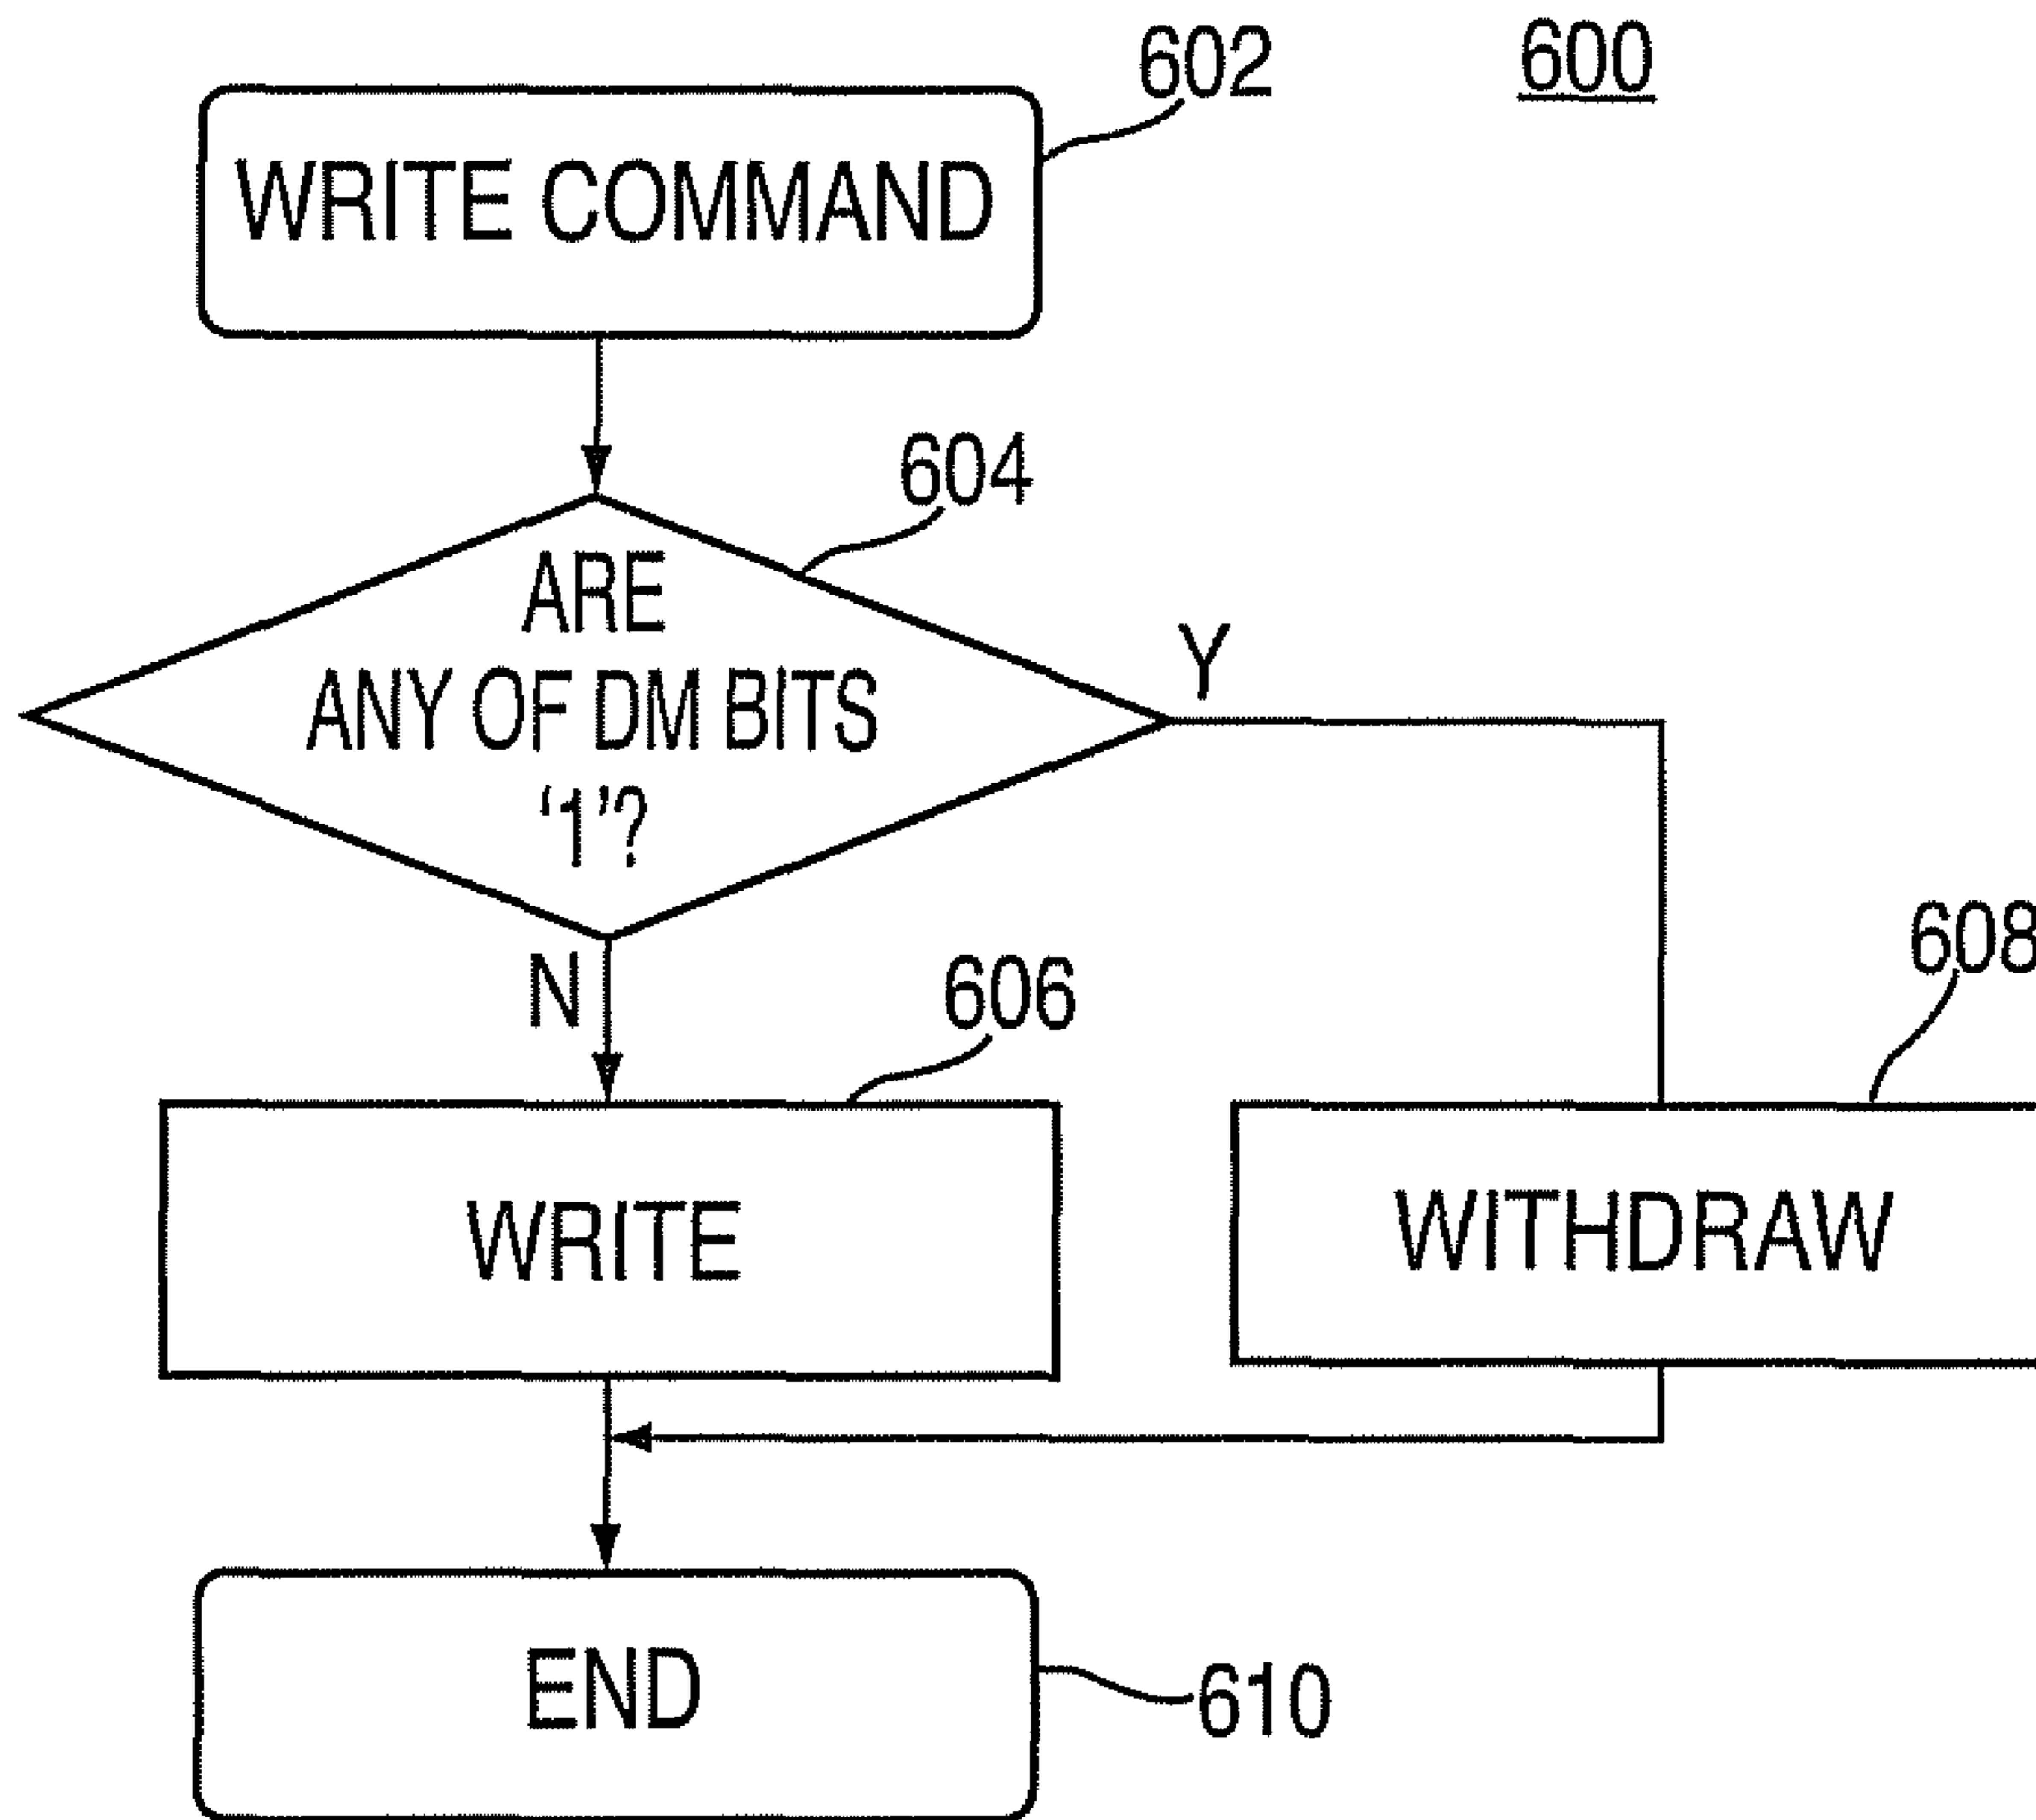 602
600
WRITE COMMAND
604
ARE
ANY OF DM BITS
‘1’?
Y
N
606
608
WRITE
WITHDRAW
END
610